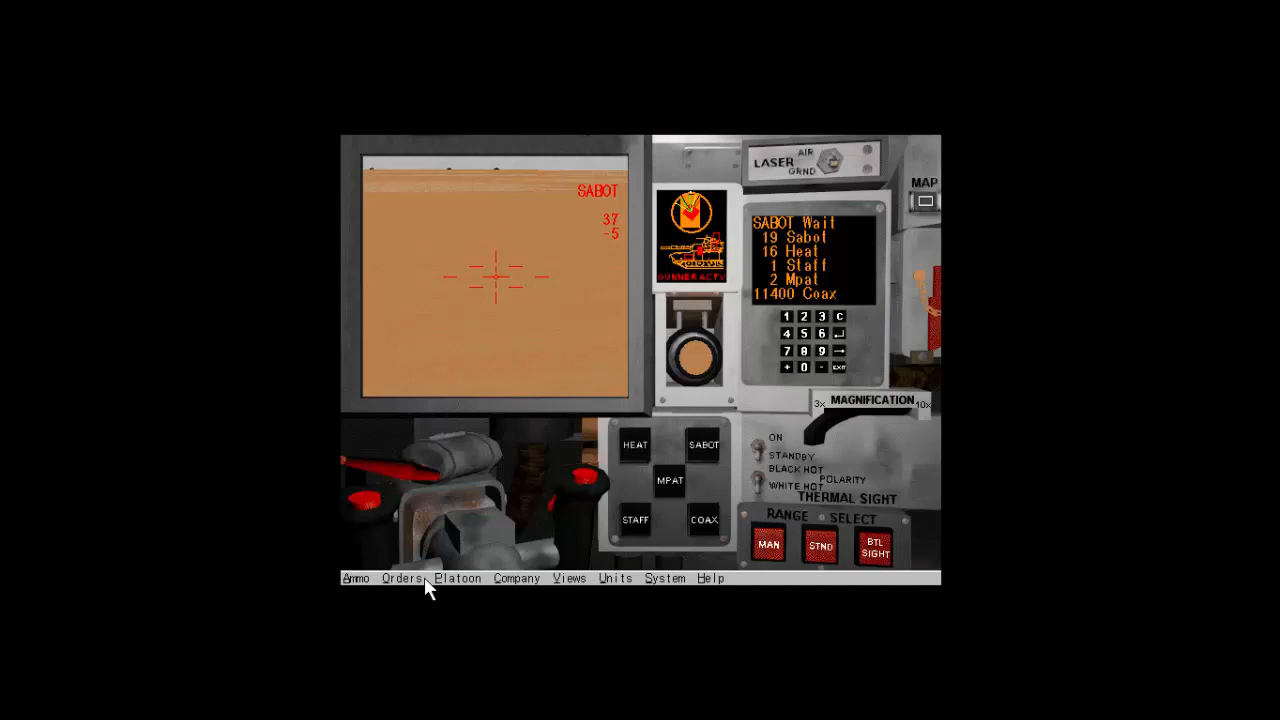 SABOT
37
-5
GUNNER ACTV
LASER
AIR
GRND
MAP
SABOT Wait
19 Sabot
16 Heat
1 Staff
2 Mpat
11400 Coax
1 2 3 C
4 5 6
7 8 9
+ 0 - EXIT
3x MAGNIFICATION 10x
ON
STANDBY
BLACK HOT
POLARITY
WHITE HOT
THERMAL SIGHT
HEAT
SABOT
MPAT
STAFF
COAX
RANGE SELECT
MAN
STND
BTL
SIGHT
Ammo Orders Platoon Company Views Units System Help